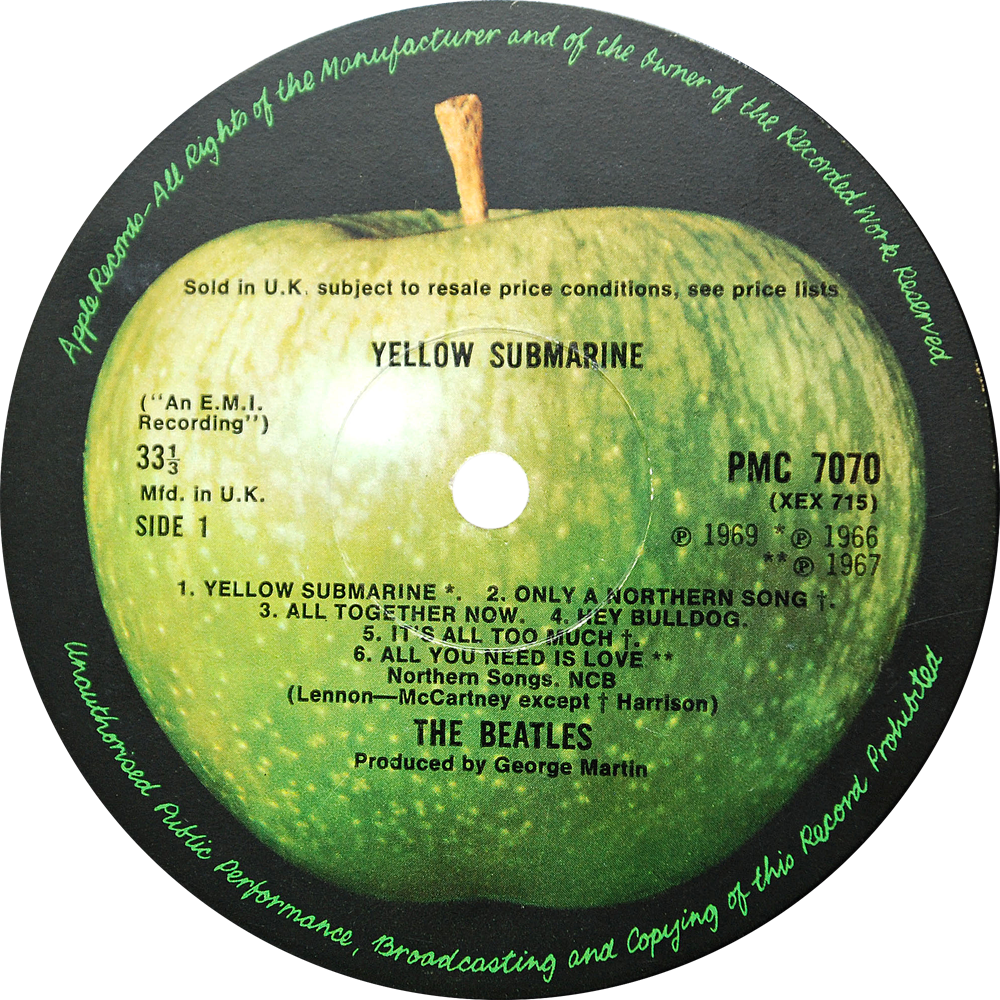 Apple Records - All Rights of the Manufacturer and of the Owner of the Recorded Work Reserved
Sold in U.K. subject to resale price conditions, see price lists
YELLOW SUBMARINE
("An E.M.I.
Recording")
33⅓
Mfd. in U.K.
SIDE 1
PMC 7070
(XEX 715)
℗ 1969 * ℗ 1966
** ℗ 1967
1. YELLOW SUBMARINE *. 2. ONLY A NORTHERN SONG †.
3. ALL TOGETHER NOW. 4. HEY BULLDOG.
5. IT'S ALL TOO MUCH †.
6. ALL YOU NEED IS LOVE **
Northern Songs. NCB
(Lennon—McCartney except † Harrison)
THE BEATLES
Produced by George Martin
Unauthorised Public Performance, Broadcasting and Copying of this Record Prohibited